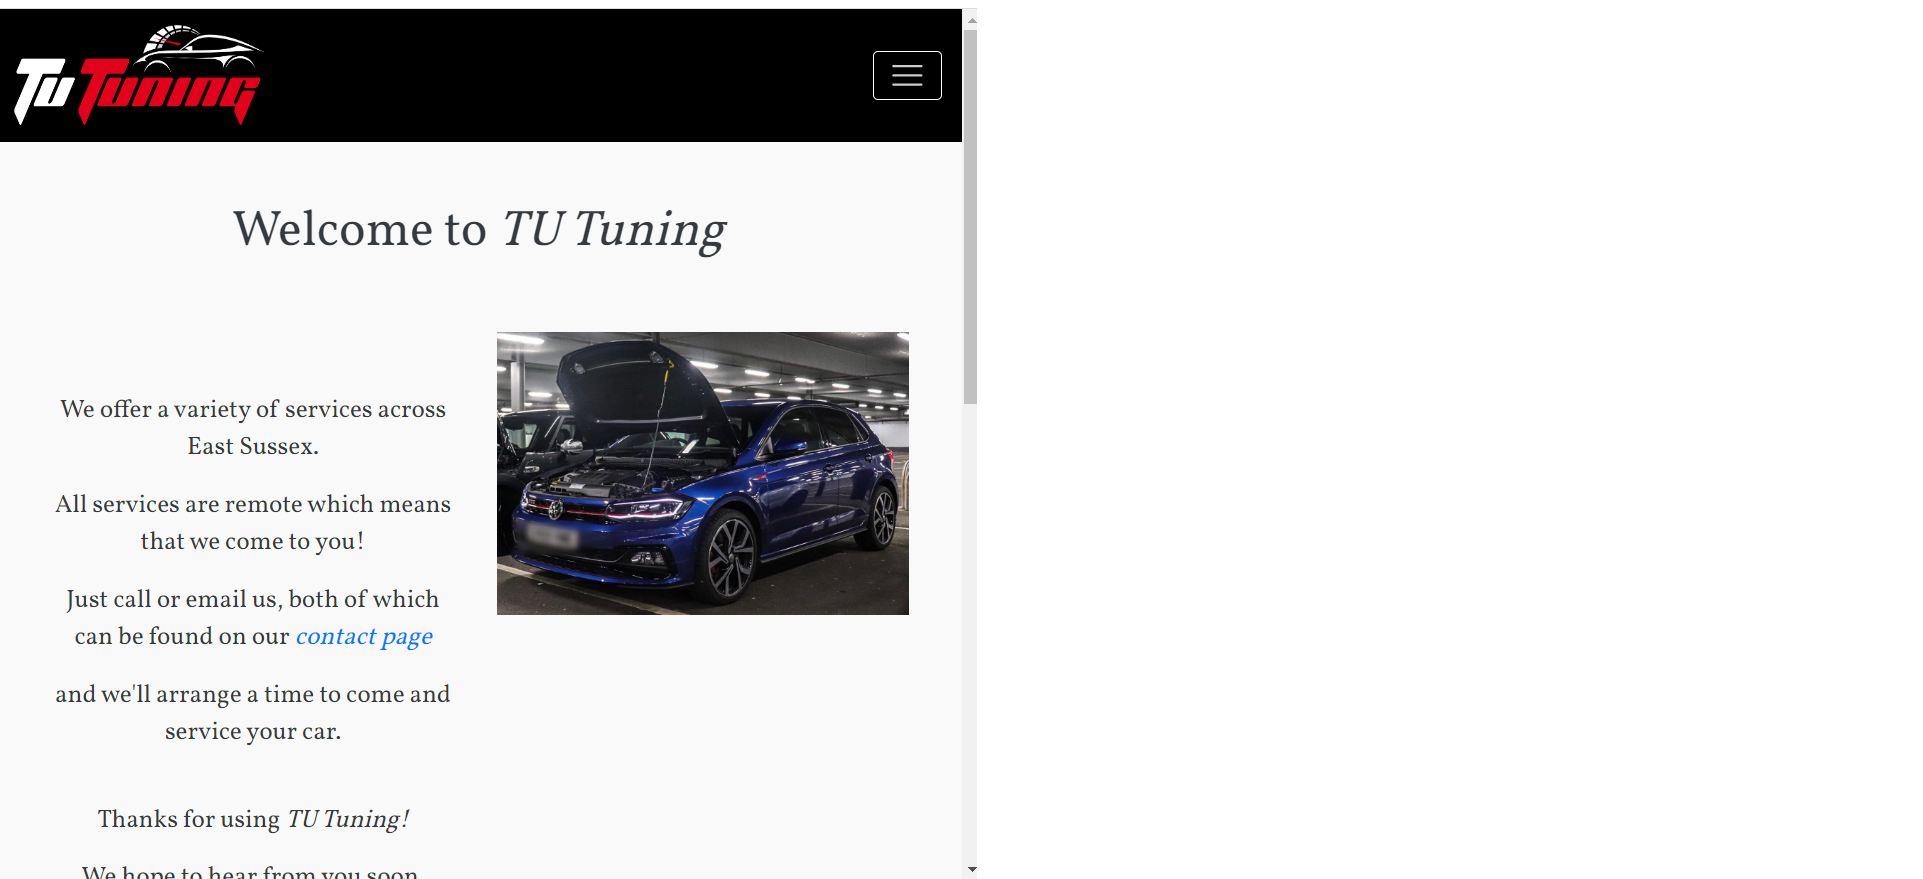 Tu Tuning
Welcome to TU Tuning
We offer a variety of services across
East Sussex.
All services are remote which means
that we come to you!
Just call or email us, both of which
can be found on our contact page
and we'll arrange a time to come and
service your car.
Thanks for using TU Tuning!
We hope to hear from you soon